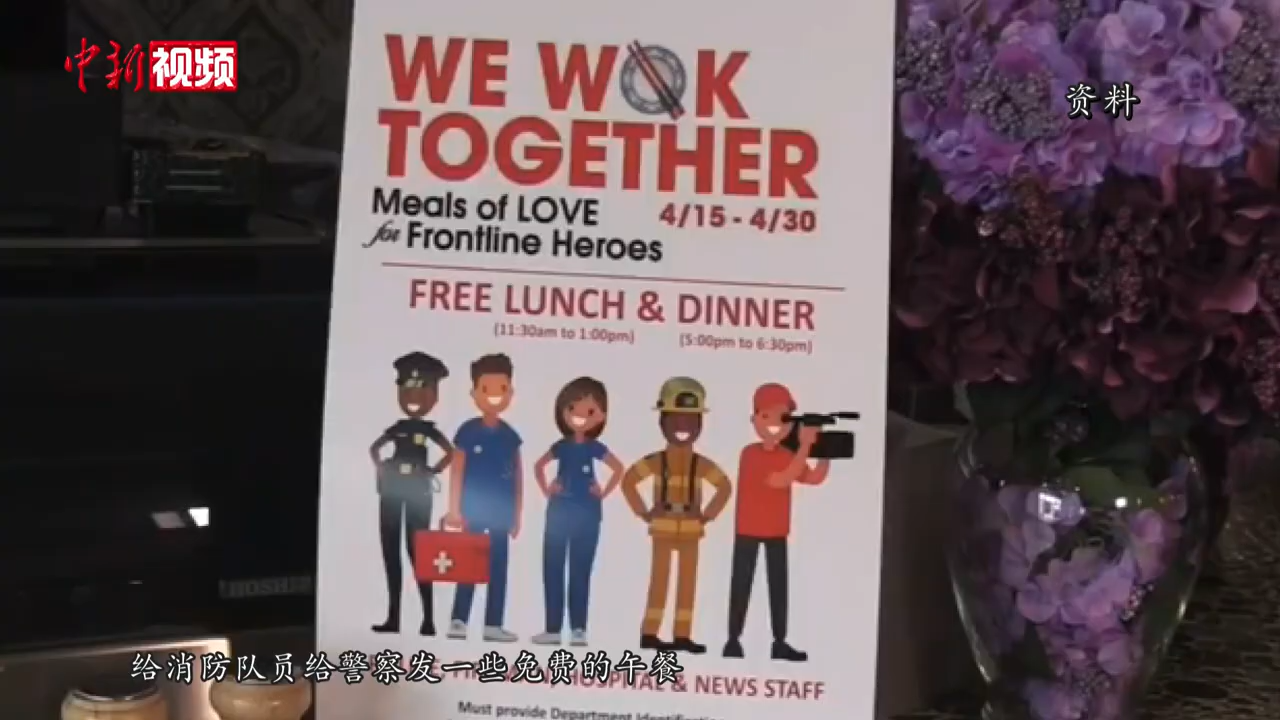 中新视频
资料
WE WOK
TOGETHER
Meals of LOVE 4/15 - 4/30
for Frontline Heroes
FREE LUNCH & DINNER
(11:30am to 1:00pm) (5:00pm to 6:30pm)
HOSHI
给消防队员给警察发一些免费的午餐
HOSPITAL & NEWS STAFF
Must provide Department